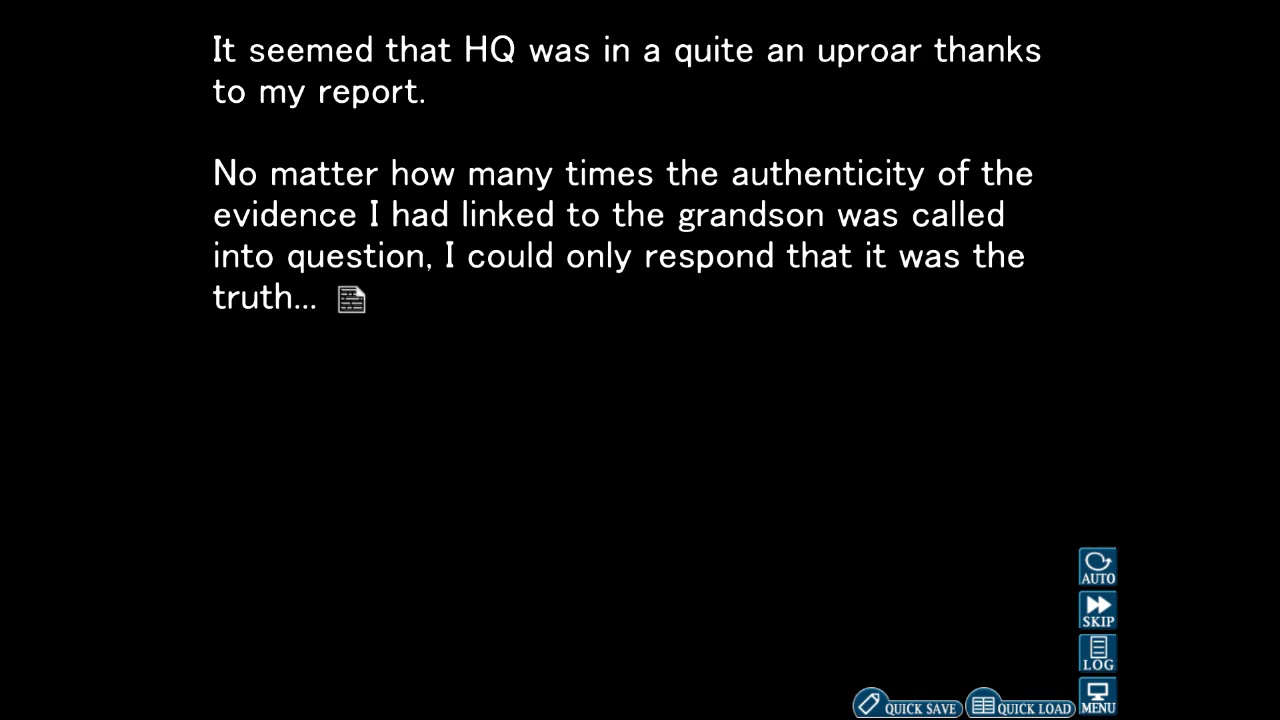 It seemed that HQ was in a quite an uproar thanks
to my report.
No matter how many times the authenticity of the
evidence I had linked to the grandson was called
into question, I could only respond that it was the
truth...
AUTO
SKIP
LOG
MENU
QUICK SAVE
QUICK LOAD